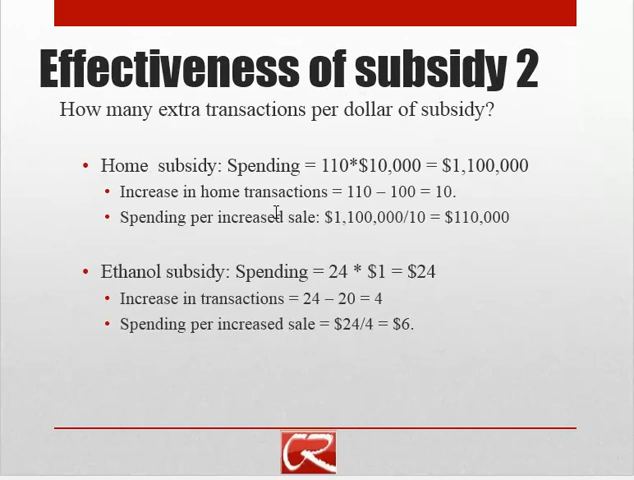 Effectiveness of subsidy 2
How many extra transactions per dollar of subsidy?
• Home subsidy: Spending = 110*$10,000 = $1,100,000
• Increase in home transactions = 110 – 100 = 10.
• Spending per increased sale: $1,100,000/10 = $110,000
• Ethanol subsidy: Spending = 24 * $1 = $24
• Increase in transactions = 24 – 20 = 4
• Spending per increased sale = $24/4 = $6.
CR